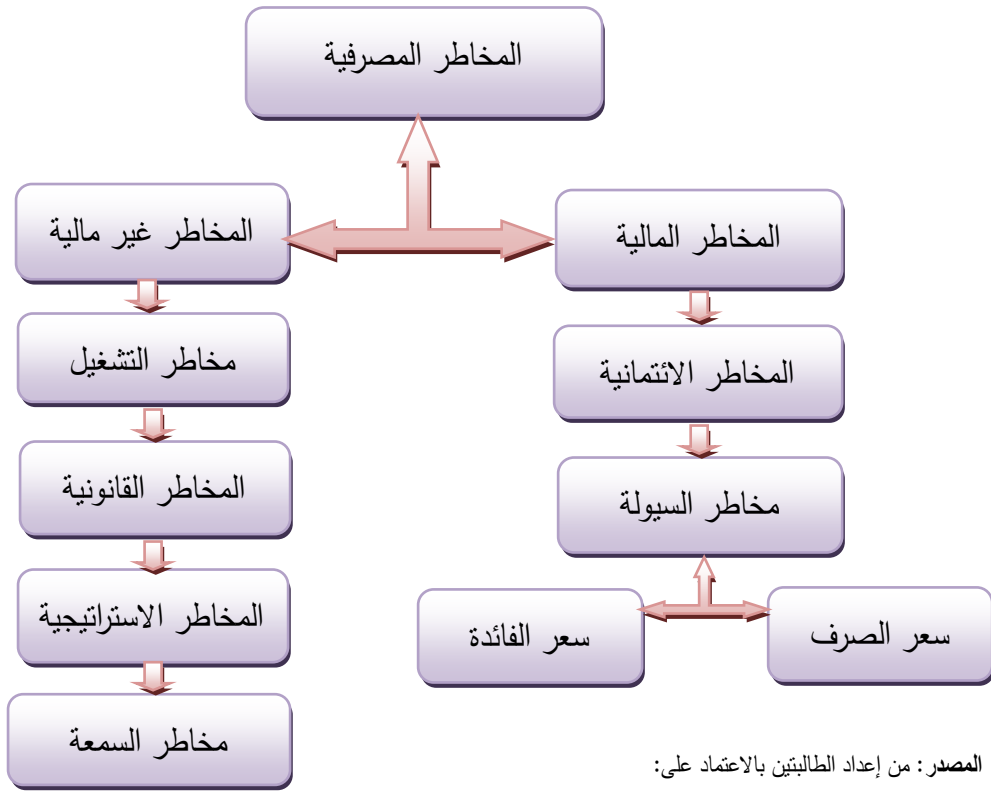 المخاطر المصرفية
المخاطر المالية
المخاطر غير مالية
المخاطر الائتمانية
مخاطر التشغيل
مخاطر السيولة
المخاطر القانونية
سعر الصرف
سعر الفائدة
المخاطر الاستراتيجية
مخاطر السمعة
المصدر: من إعداد الطالبتين بالاعتماد على: